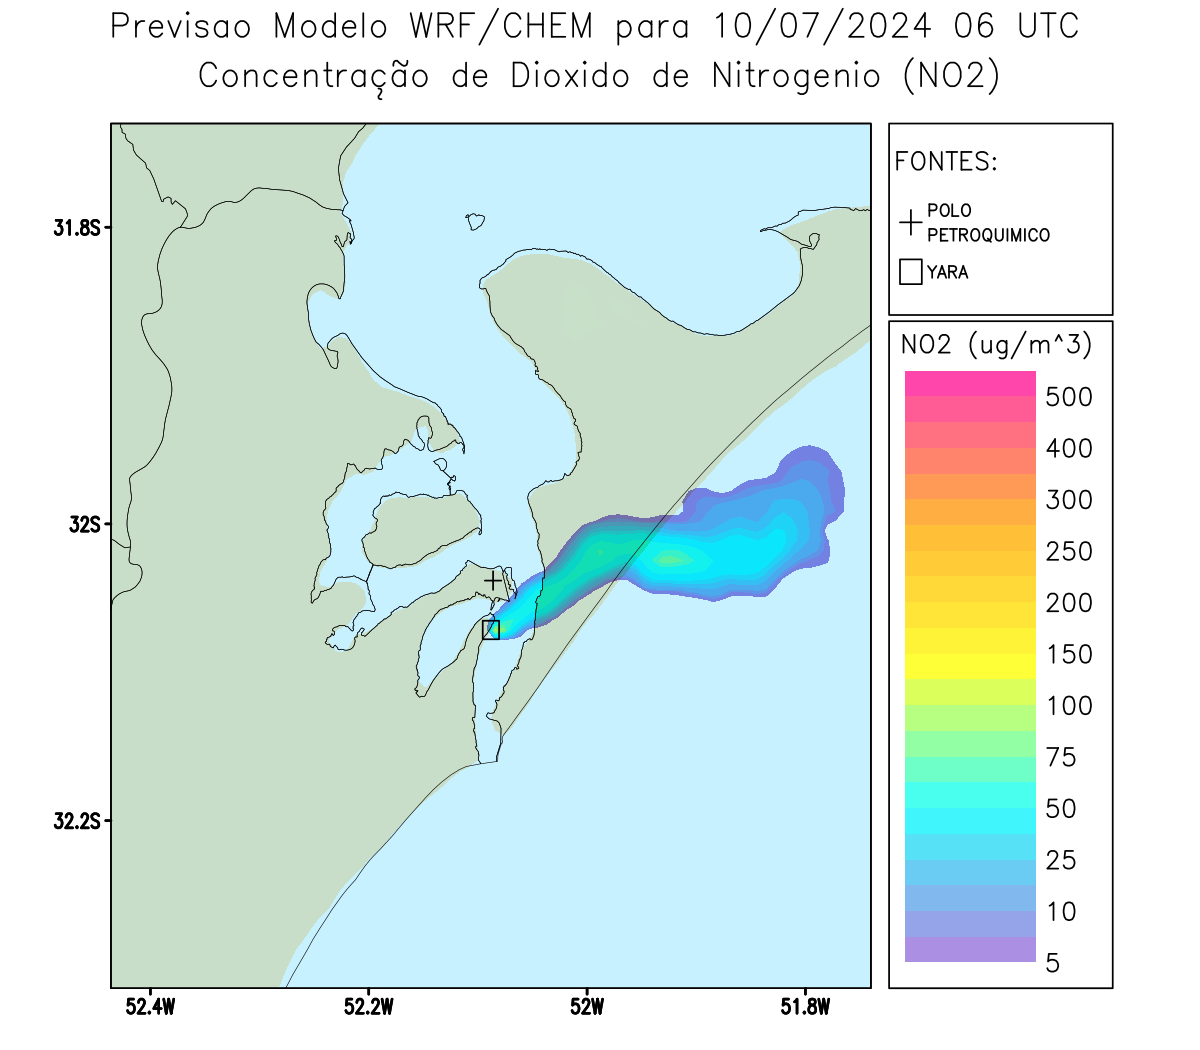 Previsao Modelo WRF/CHEM para 10/07/2024 06 UTC
Concentração de Dioxido de Nitrogenio (NO2)
FONTES:
POLO
PETROQUIMICO
YARA
31.8S
32S
32.2S
52.4W
52.2W
52W
51.8W
NO2 (ug/m^3)
500
400
300
250
200
150
100
75
50
25
10
5